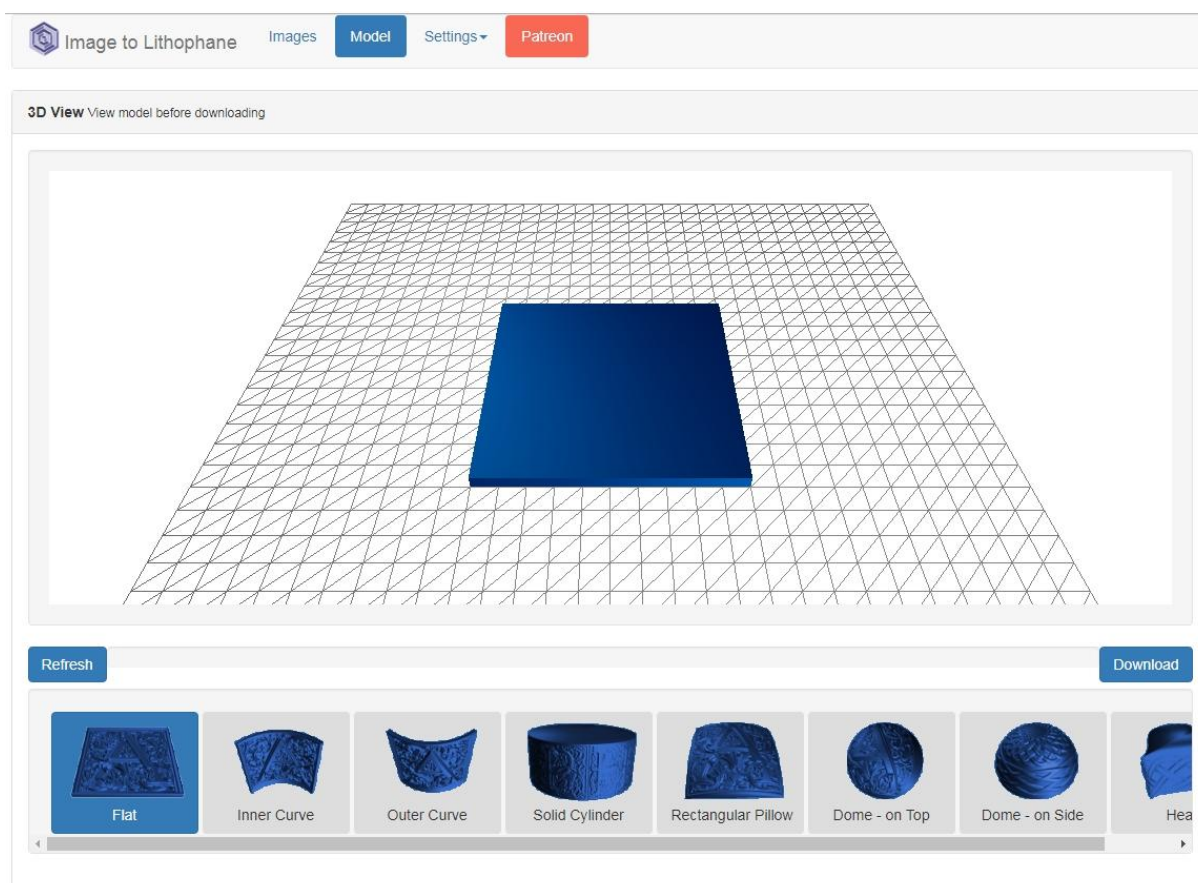 Image to Lithophane Images Model Settings Patreon
3D View View model before downloading
Refresh Download
Flat Inner Curve Outer Curve Solid Cylinder Rectangular Pillow Dome - on Top Dome - on Side Hea